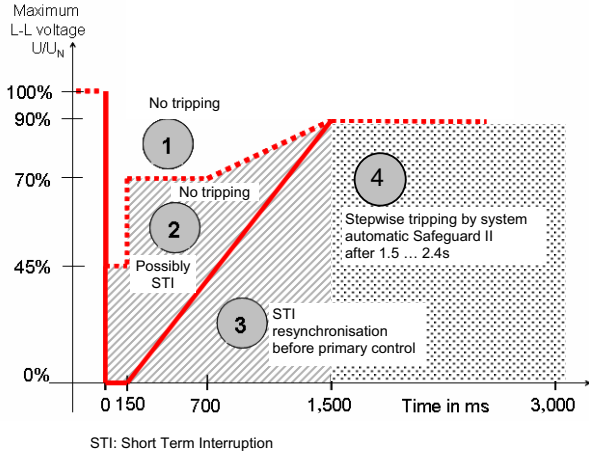 Maximum
L-L voltage
U/UN
100%
90%
70%
45%
0%
No tripping
1
No tripping
2
Possibly
STI
3
STI
resynchronisation
before primary control
4
Stepwise tripping by system
automatic Safeguard II
after 1.5 ... 2.4s
0 150 700 1,500 Time in ms 3,000
STI: Short Term Interruption